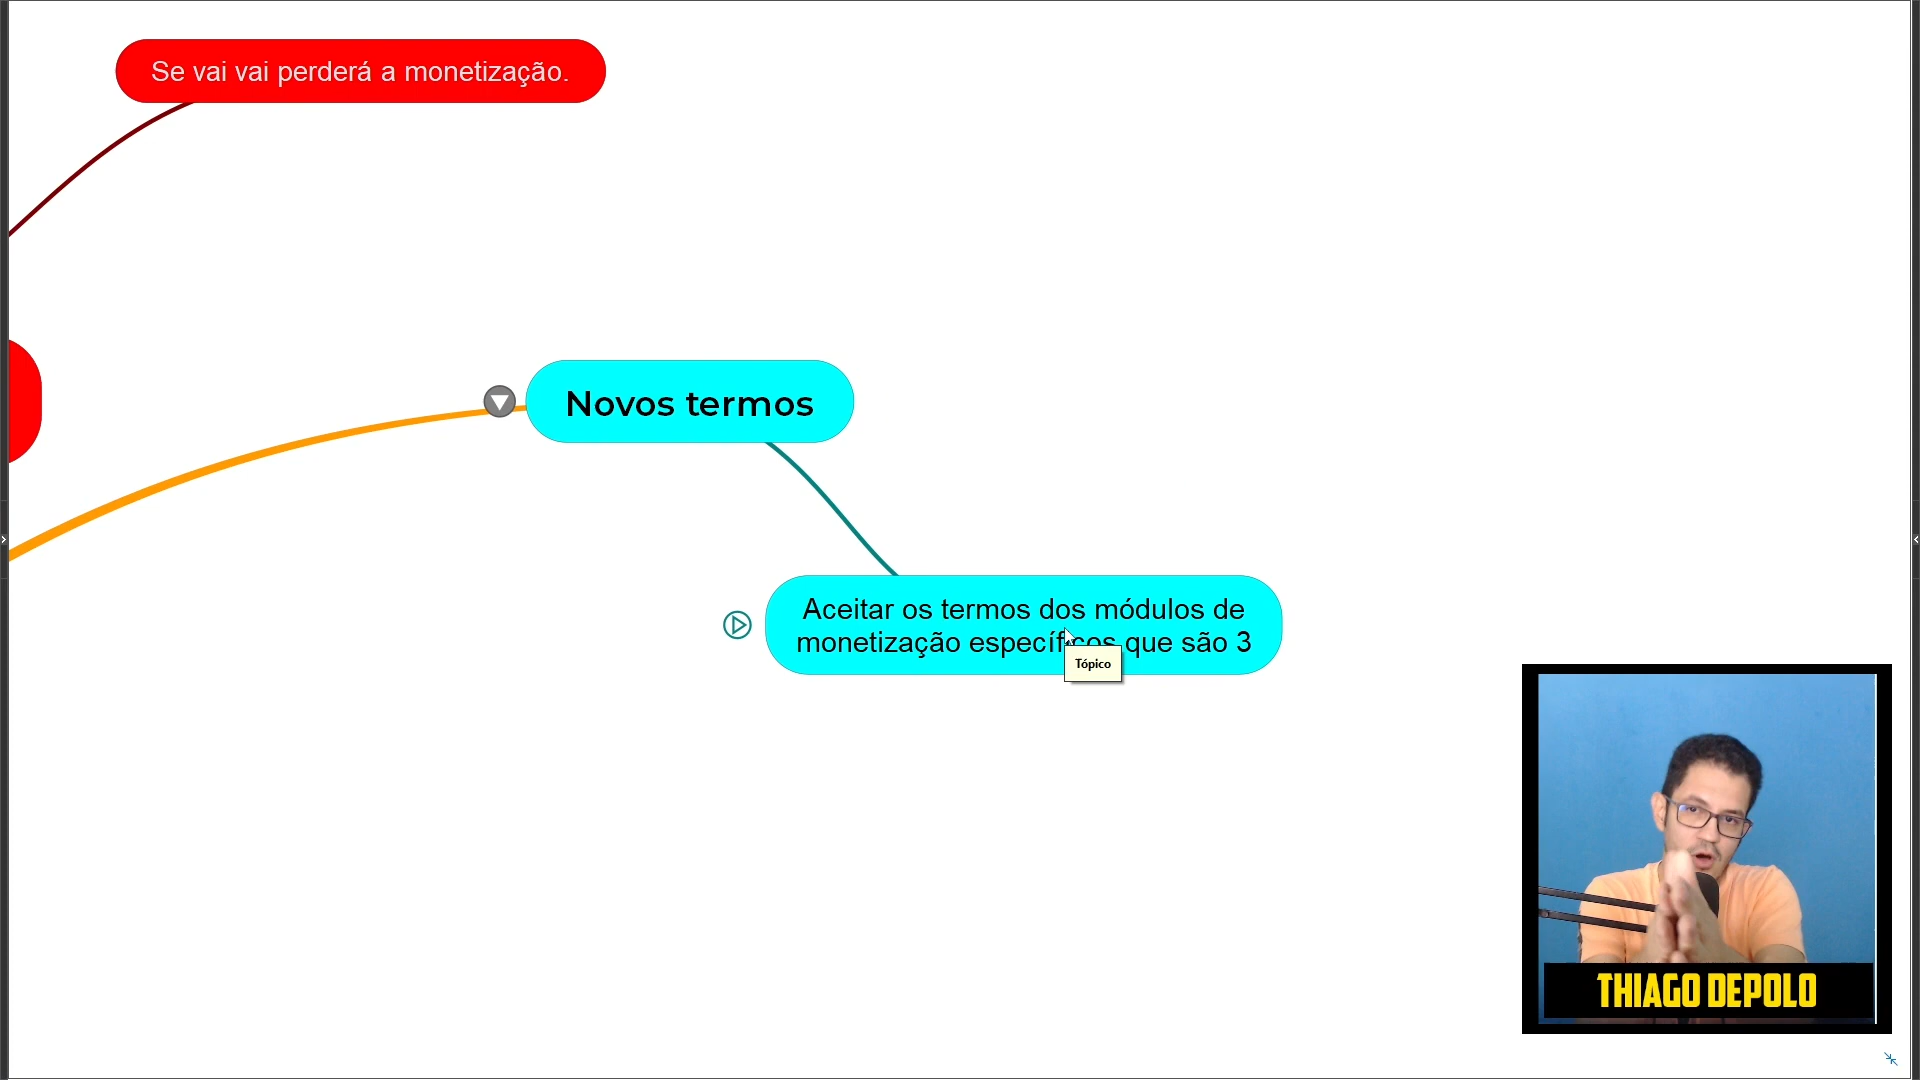 Se vai vai perderá a monetização.
Novos termos
Aceitar os termos dos módulos de
monetização específicos que são 3
Tópico
THIAGO DEPOLO